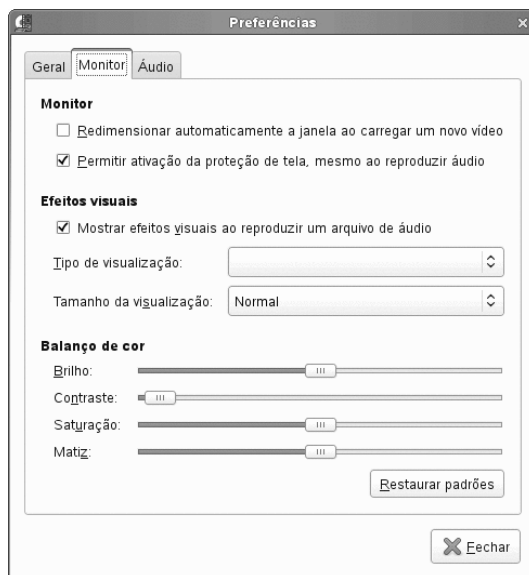 Preferências
Geral Monitor Áudio
Monitor
Redimensionar automaticamente a janela ao carregar um novo vídeo
Permitir ativação da proteção de tela, mesmo ao reproduzir áudio
Efeitos visuais
Mostrar efeitos visuais ao reproduzir um arquivo de áudio
Tipo de visualização:
Tamanho da visualização: Normal
Balanço de cor
Brilho:
Contraste:
Saturação:
Matiz:
Restaurar padrões
Fechar